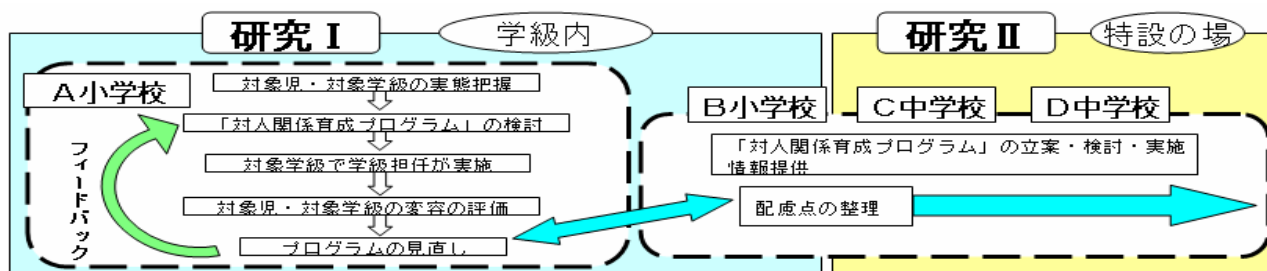 研究Ⅰ
学級内
A小学校
対象児・対象学級の実態把握
「対人関係育成プログラム」の検討
対象学級で学級担任が実施
対象児・対象学級の変容の評価
プログラムの見直し
フィードバック
研究Ⅱ
特設の場
B小学校
C中学校
D中学校
「対人関係育成プログラム」の立案・検討・実施
情報提供
配慮点の整理